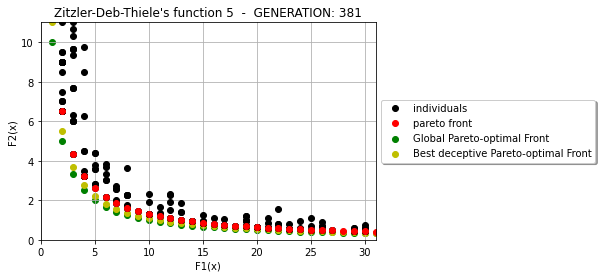 Zitzler-Deb-Thiele's function 5  -  GENERATION: 381
10
8
6
4
2
0
F2(x)
0 5 10 15 20 25 30
F1(x)
individuals
pareto front
Global Pareto-optimal Front
Best deceptive Pareto-optimal Front